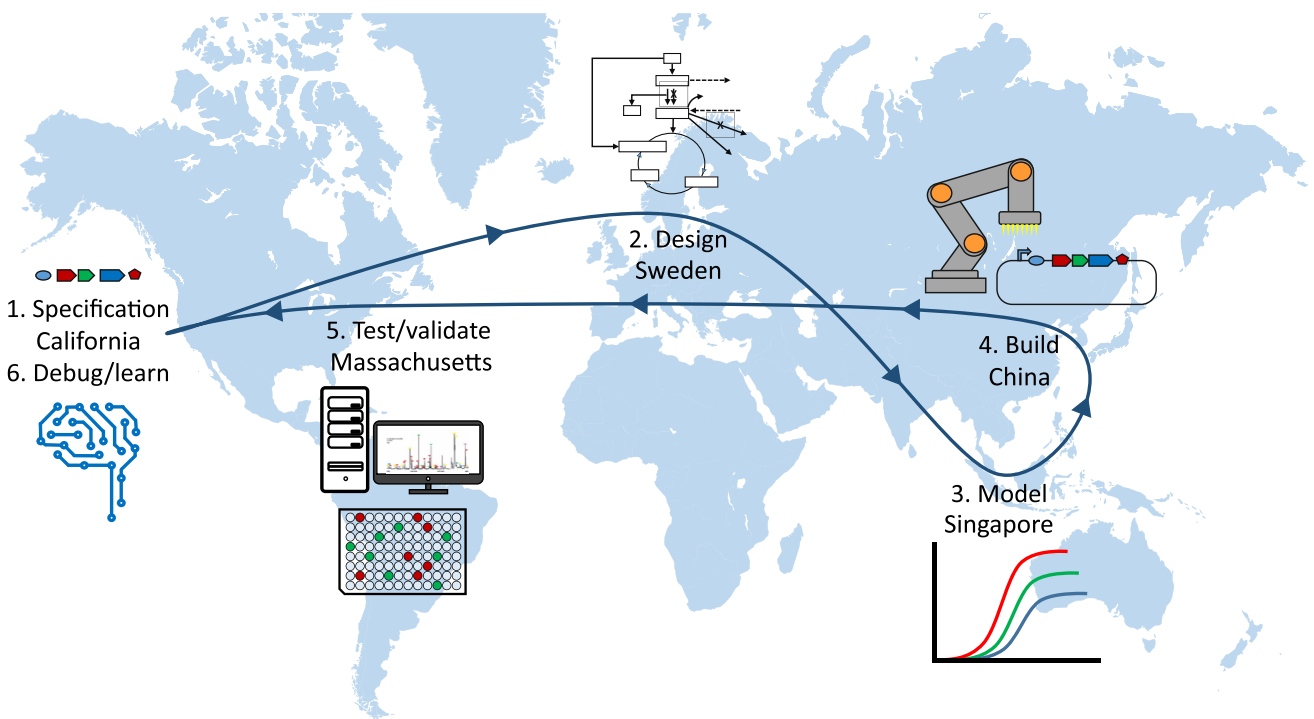 1. Specification
California
6. Debug/learn
2. Design
Sweden
3. Model
Singapore
4. Build
China
5. Test/validate
Massachusetts
X